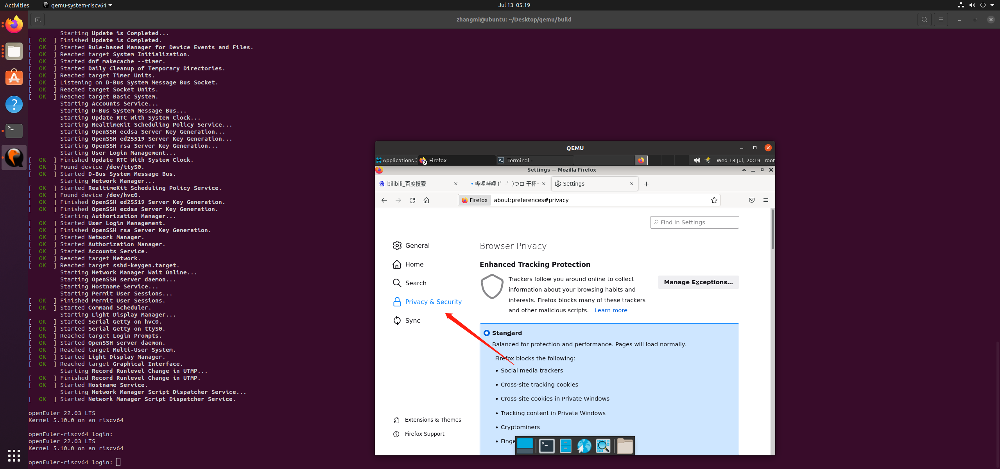 Activities
qemu-system-riscv64
Jul 13 05:19
zhangmi@ubuntu: ~/Desktop/qemu/build
Starting Update is Completed...
[ OK ] Finished Update is Completed.
[ OK ] Started Rule-based Manager for Device Events and Files.
[ OK ] Reached target System Initialization.
[ OK ] Started dnf makecache --timer.
[ OK ] Started Daily Cleanup of Temporary Directories.
[ OK ] Reached target Timer Units.
[ OK ] Listening on D-Bus System Message Bus Socket.
[ OK ] Reached target Socket Units.
[ OK ] Reached target Basic System.
Starting Accounts Service...
Starting D-Bus System Message Bus...
Starting Update RTC With System Clock...
Starting RealtimeKit Scheduling Policy Service...
Starting OpenSSH ecdsa Server Key Generation...
Starting OpenSSH ed25519 Server Key Generation...
Starting OpenSSH rsa Server Key Generation...
Starting User Login Management...
[ OK ] Finished Update RTC With System Clock.
[ OK ] Found device /dev/ttyS0.
[ OK ] Started D-Bus System Message Bus.
Starting Network Manager...
[ OK ] Started RealtimeKit Scheduling Policy Service.
[ OK ] Found device /dev/hvc0.
[ OK ] Finished OpenSSH ed25519 Server Key Generation.
[ OK ] Finished OpenSSH ecdsa Server Key Generation.
Starting Authorization Manager...
[ OK ] Started User Login Management.
[ OK ] Finished OpenSSH rsa Server Key Generation.
[ OK ] Started Network Manager.
[ OK ] Started Authorization Manager.
[ OK ] Started Accounts Service.
[ OK ] Reached target Network.
[ OK ] Reached target sshd-keygen.target.
Starting Network Manager Wait Online...
Starting OpenSSH server daemon...
Starting Hostname Service...
Starting Permit User Sessions...
[ OK ] Finished Permit User Sessions.
[ OK ] Started Command Scheduler.
Starting Light Display Manager...
[ OK ] Started Serial Getty on hvc0.
[ OK ] Started Serial Getty on ttyS0.
[ OK ] Reached target Login Prompts.
[ OK ] Started OpenSSH server daemon.
[ OK ] Reached target Multi-User System.
[ OK ] Started Light Display Manager.
[ OK ] Reached target Graphical Interface.
Starting Record Runlevel Change in UTMP...
[ OK ] Finished Record Runlevel Change in UTMP.
[ OK ] Started Hostname Service.
Starting Network Manager Script Dispatcher Service...
[ OK ] Started Network Manager Script Dispatcher Service.
openEuler 22.03 LTS
Kernel 5.10.0 on an riscv64
openEuler-riscv64 login:
openEuler 22.03 LTS
Kernel 5.10.0 on an riscv64
openEuler-riscv64 login:
QEMU
Applications
2
Firefox
Terminal -
Wed 13 Jul, 20:19 root
Settings — Mozilla Firefox
bilibili_百度搜索
哔哩哔哩 (゜-゜)つロ 干杯~
Settings
Firefox about:preferences#privacy
Find in Settings
General
Home
Search
Privacy & Security
Sync
Extensions & Themes
Firefox Support
Browser Privacy
Enhanced Tracking Protection
Trackers follow you around online to collect
information about your browsing habits and
interests. Firefox blocks many of these trackers
and other malicious scripts. Learn more
Manage Exceptions...
Standard
Balanced for protection and performance. Pages will load normally.
Firefox blocks the following:
• Social media trackers
• Cross-site tracking cookies
• Cross-site cookies in Private Windows
• Tracking content in Private Windows
• Cryptominers
• Finge